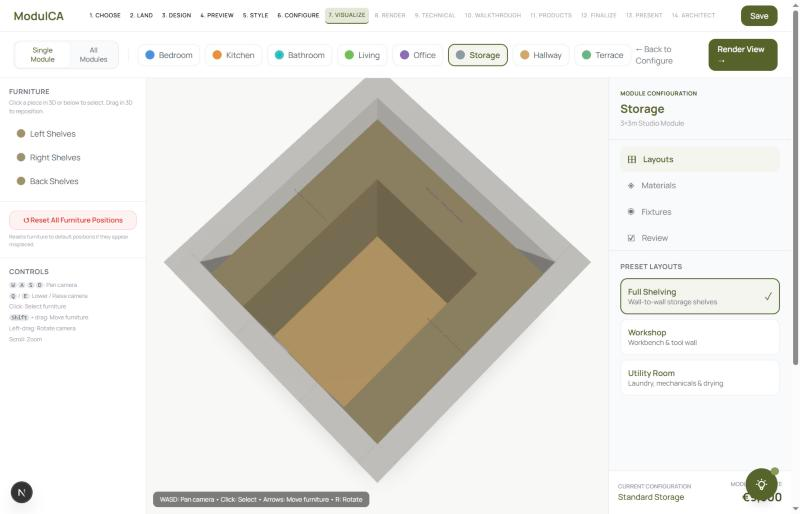 ModulCA
1. CHOOSE 2. LAND 3. DESIGN 4. PREVIEW 5. STYLE 6. CONFIGURE 7. VISUALIZE 8. RENDER 9. TECHNICAL 10. WALKTHROUGH 11. PRODUCTS 12. FINALIZE 13. PRESENT 14. ARCHITECT
Save
Single Module
All Modules
Bedroom
Kitchen
Bathroom
Living
Office
Storage
Hallway
Terrace
← Back to Configure
Render View →
FURNITURE
Click a piece in 3D or below to select. Drag in 3D
to reposition.
Left Shelves
Right Shelves
Back Shelves
↺ Reset All Furniture Positions
Resets furniture to default positions if they appear
misplaced.
CONTROLS
W A S D Pan camera
Q / E: Lower / Raise camera
Click: Select furniture
Shift + drag: Move furniture
Left-drag: Rotate camera
Scroll: Zoom
N
WASD: Pan camera • Click: Select • Arrows: Move furniture • R: Rotate
MODULE CONFIGURATION
Storage
3×3m Studio Module
Layouts
Materials
Fixtures
Review
PRESET LAYOUTS
Full Shelving
Wall-to-wall storage shelves
✓
Workshop
Workbench & tool wall
Utility Room
Laundry, mechanicals & drying
CURRENT CONFIGURATION
Standard Storage